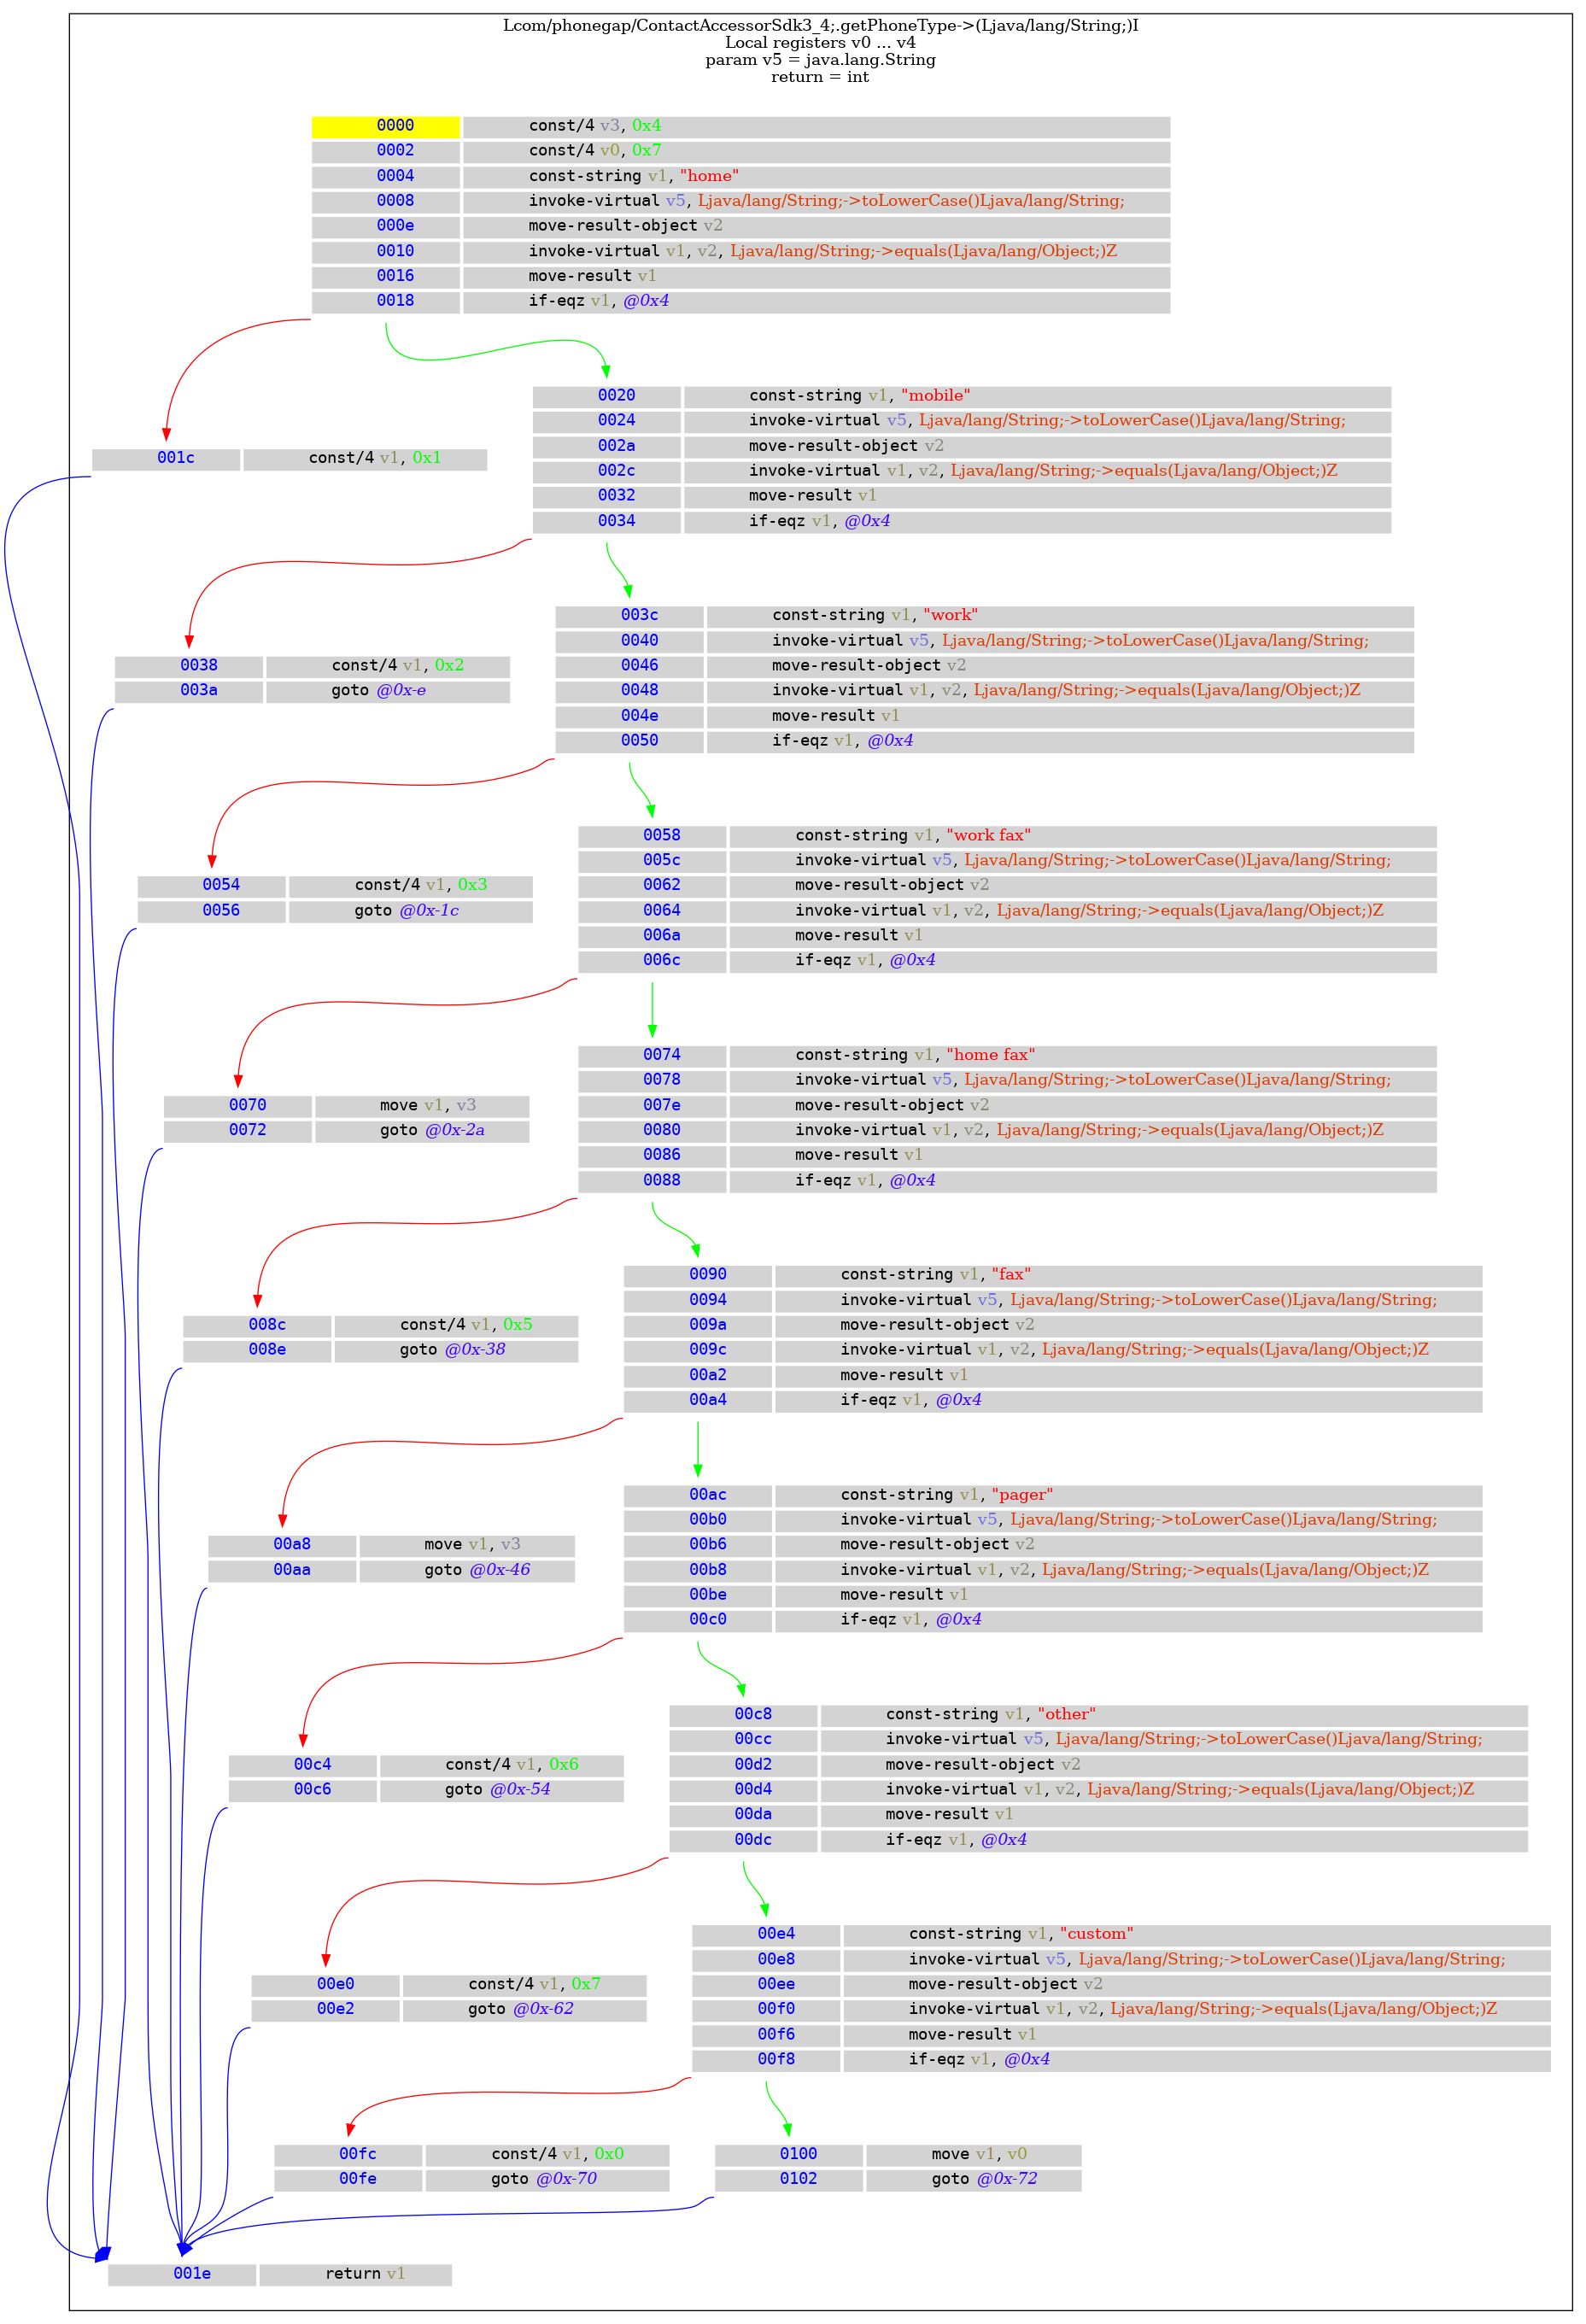 Lcom/phonegap/ContactAccessorSdk3_4;.getPhoneType->(Ljava/lang/String;)I
Local registers v0 ... v4
param v5 = java.lang.String
return = int
0000 const/4 v3, 0x4
0002 const/4 v0, 0x7
0004 const-string v1, "home"
0008 invoke-virtual v5, Ljava/lang/String;->toLowerCase()Ljava/lang/String;
000e move-result-object v2
0010 invoke-virtual v1, v2, Ljava/lang/String;->equals(Ljava/lang/Object;)Z
0016 move-result v1
0018 if-eqz v1, @0x4
001c const/4 v1, 0x1
0020 const-string v1, "mobile"
0024 invoke-virtual v5, Ljava/lang/String;->toLowerCase()Ljava/lang/String;
002a move-result-object v2
002c invoke-virtual v1, v2, Ljava/lang/String;->equals(Ljava/lang/Object;)Z
0032 move-result v1
0034 if-eqz v1, @0x4
0038 const/4 v1, 0x2
003a goto @0x-e
003c const-string v1, "work"
0040 invoke-virtual v5, Ljava/lang/String;->toLowerCase()Ljava/lang/String;
0046 move-result-object v2
0048 invoke-virtual v1, v2, Ljava/lang/String;->equals(Ljava/lang/Object;)Z
004e move-result v1
0050 if-eqz v1, @0x4
0054 const/4 v1, 0x3
0056 goto @0x-1c
0058 const-string v1, "work fax"
005c invoke-virtual v5, Ljava/lang/String;->toLowerCase()Ljava/lang/String;
0062 move-result-object v2
0064 invoke-virtual v1, v2, Ljava/lang/String;->equals(Ljava/lang/Object;)Z
006a move-result v1
006c if-eqz v1, @0x4
0070 move v1, v3
0072 goto @0x-2a
0074 const-string v1, "home fax"
0078 invoke-virtual v5, Ljava/lang/String;->toLowerCase()Ljava/lang/String;
007e move-result-object v2
0080 invoke-virtual v1, v2, Ljava/lang/String;->equals(Ljava/lang/Object;)Z
0086 move-result v1
0088 if-eqz v1, @0x4
008c const/4 v1, 0x5
008e goto @0x-38
0090 const-string v1, "fax"
0094 invoke-virtual v5, Ljava/lang/String;->toLowerCase()Ljava/lang/String;
009a move-result-object v2
009c invoke-virtual v1, v2, Ljava/lang/String;->equals(Ljava/lang/Object;)Z
00a2 move-result v1
00a4 if-eqz v1, @0x4
00a8 move v1, v3
00aa goto @0x-46
00ac const-string v1, "pager"
00b0 invoke-virtual v5, Ljava/lang/String;->toLowerCase()Ljava/lang/String;
00b6 move-result-object v2
00b8 invoke-virtual v1, v2, Ljava/lang/String;->equals(Ljava/lang/Object;)Z
00be move-result v1
00c0 if-eqz v1, @0x4
00c4 const/4 v1, 0x6
00c6 goto @0x-54
00c8 const-string v1, "other"
00cc invoke-virtual v5, Ljava/lang/String;->toLowerCase()Ljava/lang/String;
00d2 move-result-object v2
00d4 invoke-virtual v1, v2, Ljava/lang/String;->equals(Ljava/lang/Object;)Z
00da move-result v1
00dc if-eqz v1, @0x4
00e0 const/4 v1, 0x7
00e2 goto @0x-62
00e4 const-string v1, "custom"
00e8 invoke-virtual v5, Ljava/lang/String;->toLowerCase()Ljava/lang/String;
00ee move-result-object v2
00f0 invoke-virtual v1, v2, Ljava/lang/String;->equals(Ljava/lang/Object;)Z
00f6 move-result v1
00f8 if-eqz v1, @0x4
00fc const/4 v1, 0x0
00fe goto @0x-70
0100 move v1, v0
0102 goto @0x-72
001e return v1